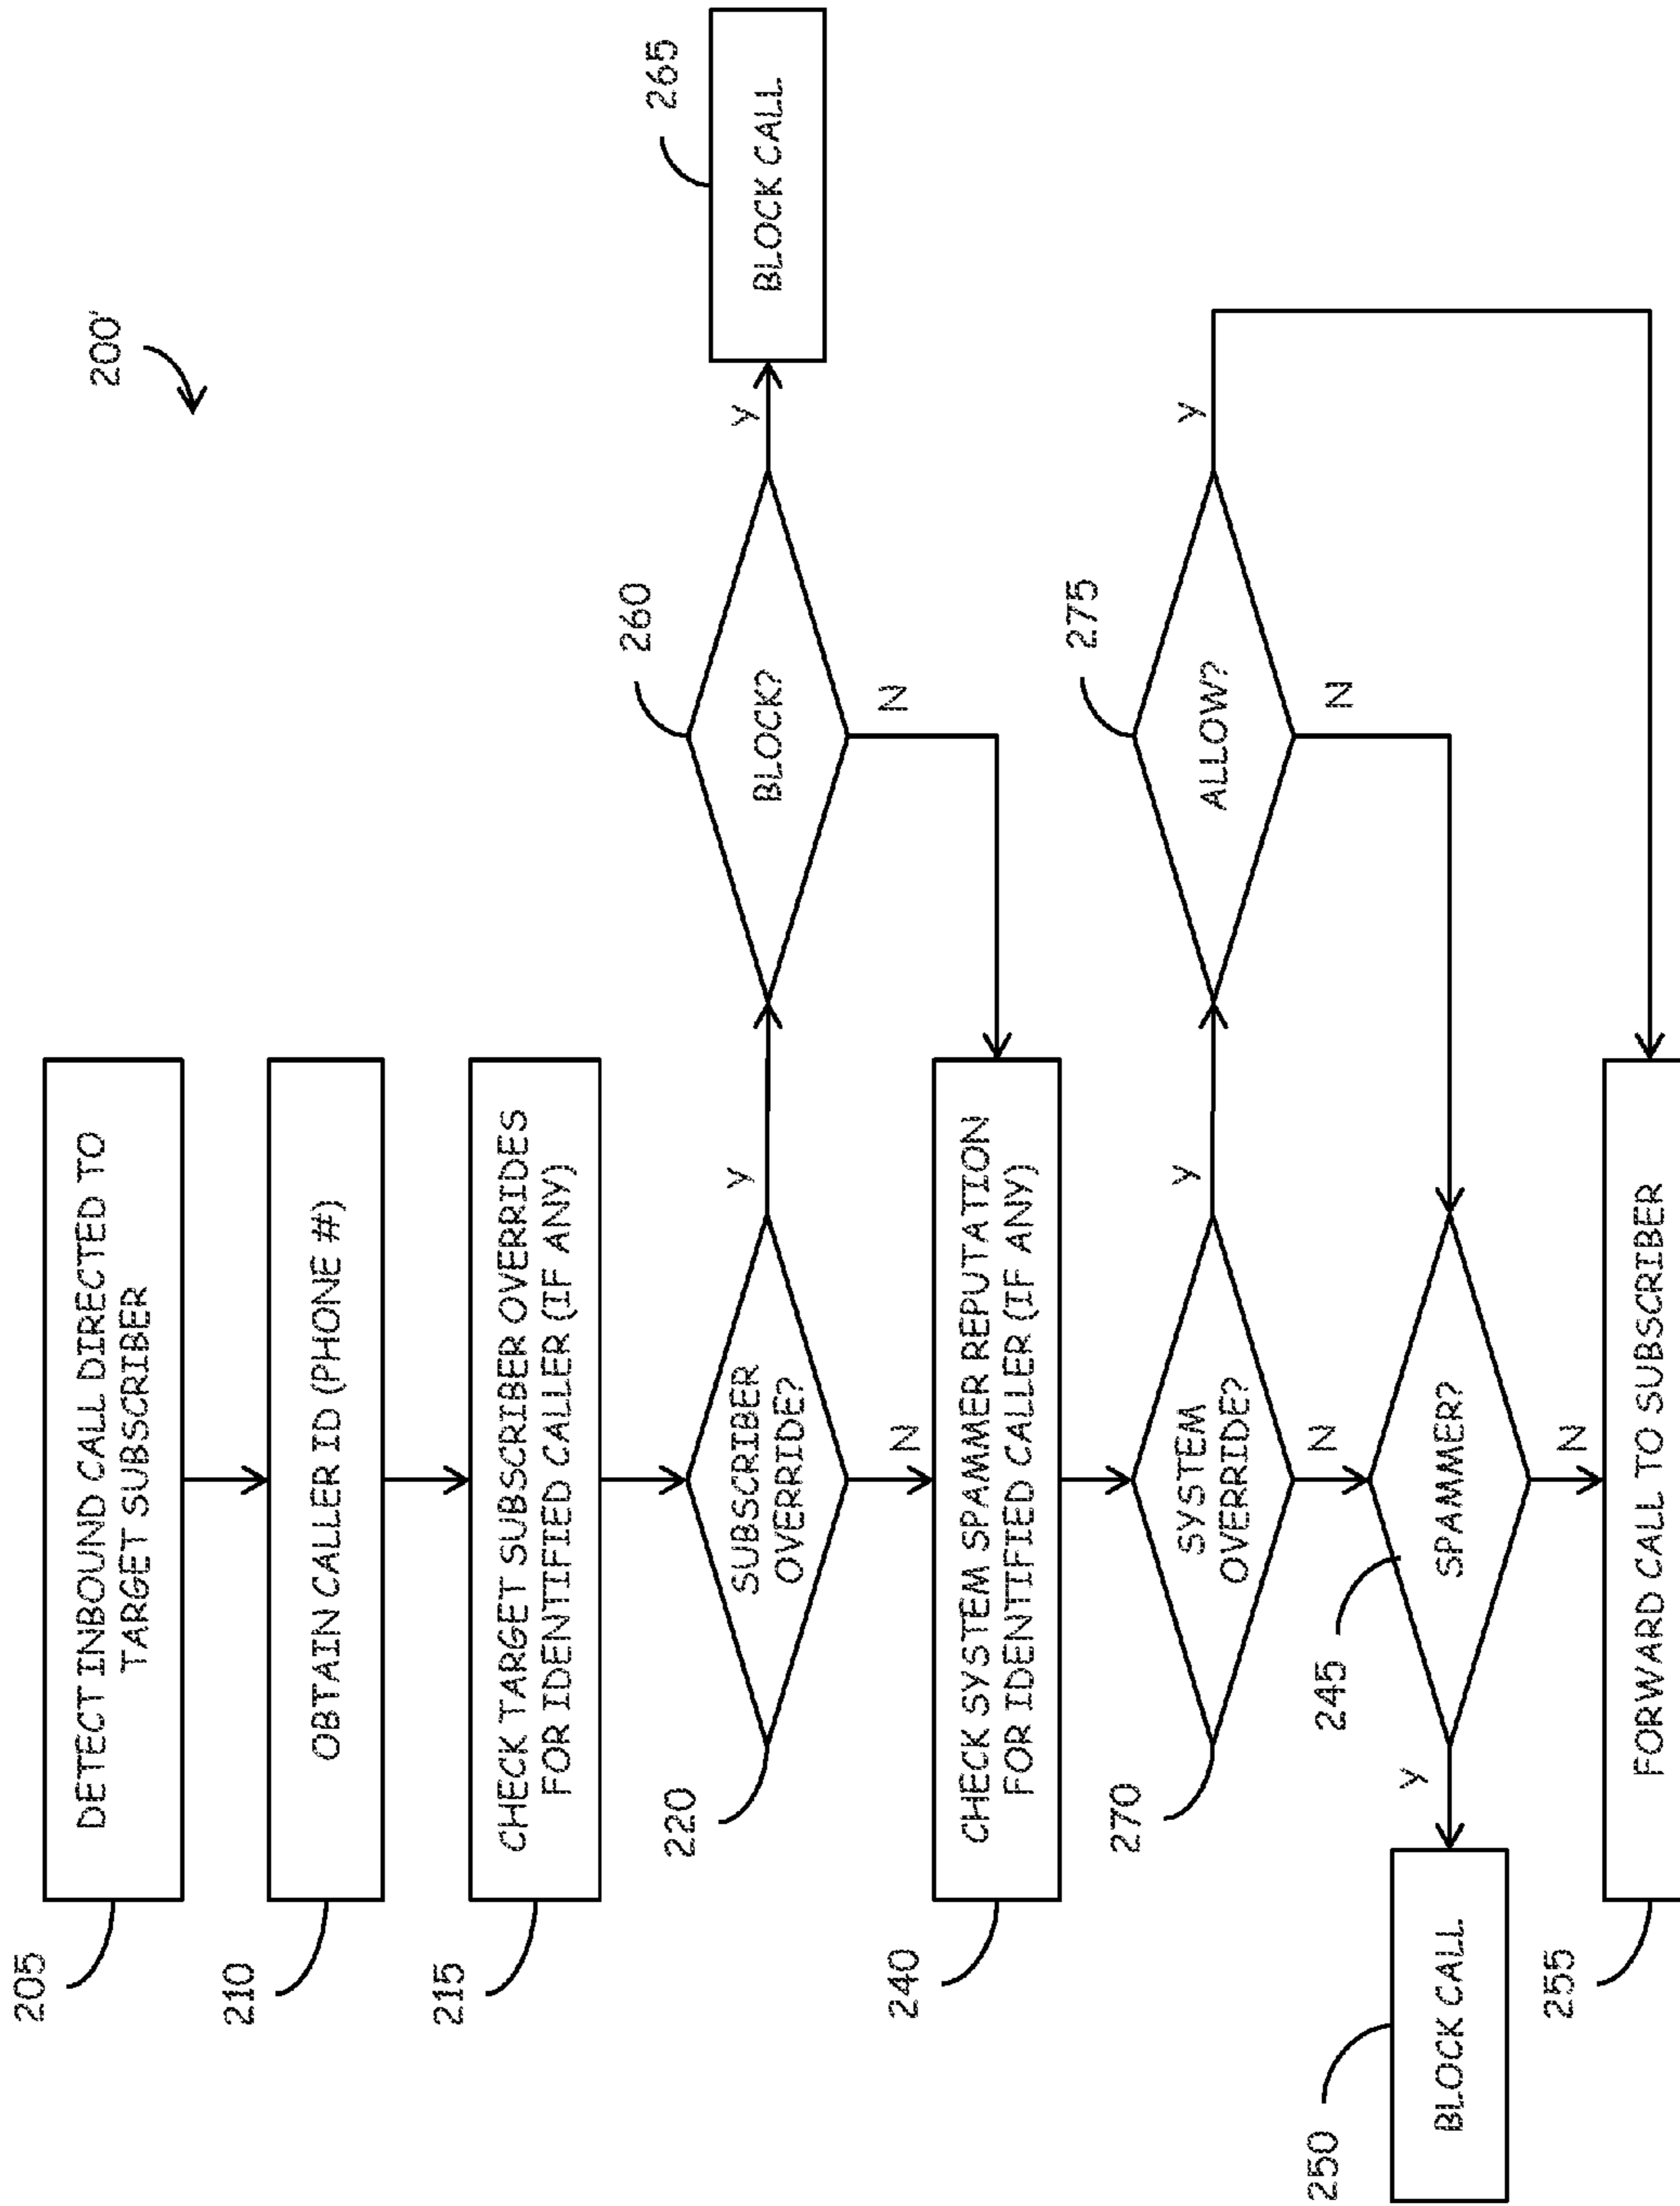 200'
205
DETECT INBOUND CALL DIRECTED TO
TARGET SUBSCRIBER
210
OBTAIN CALLER ID (PHONE #)
215
CHECK TARGET SUBSCRIBER OVERRIDES
FOR IDENTIFIED CALLER (IF ANY)
220
SUBSCRIBER
OVERRIDE?
Y
N
260
BLOCK?
Y
N
265
BLOCK CALL
240
CHECK SYSTEM SPAMMER REPUTATION
FOR IDENTIFIED CALLER (IF ANY)
270
SYSTEM
OVERRIDE?
Y
N
275
ALLOW?
Y
N
245
SPAMMER?
Y
N
250
BLOCK CALL
255
FORWARD CALL TO SUBSCRIBER